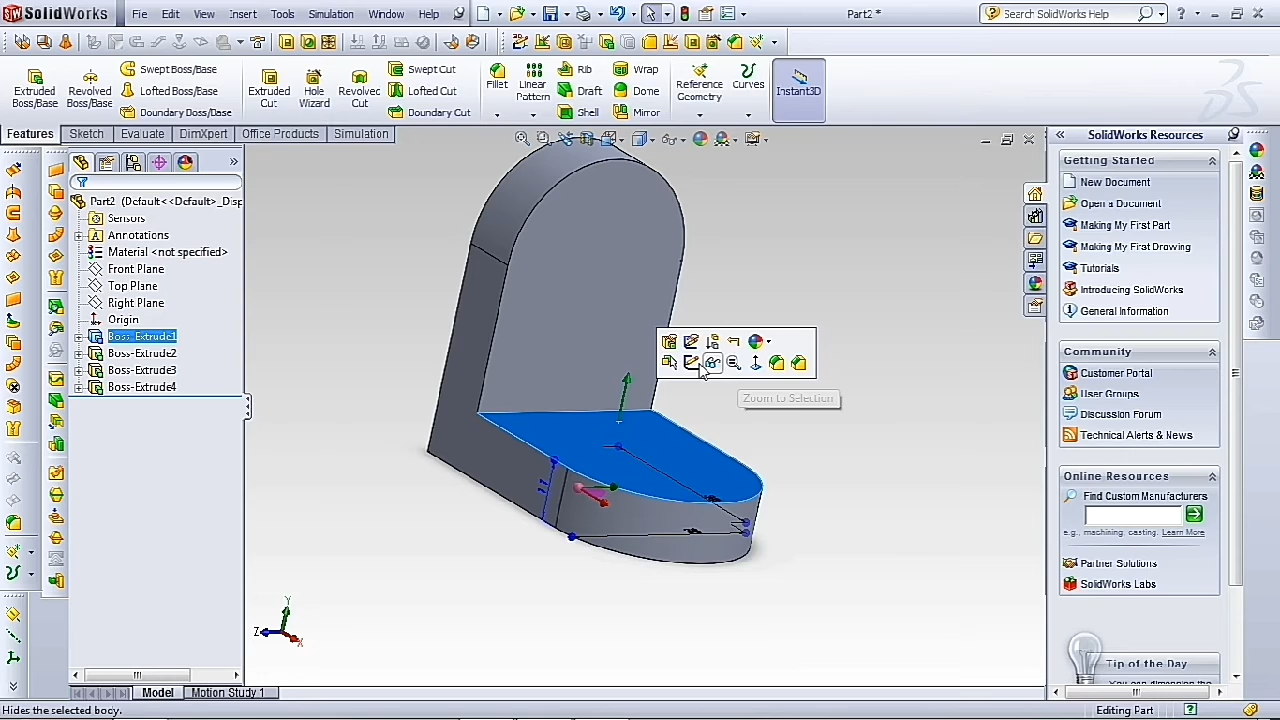 SolidWorks File Edit View Insert Tools Simulation Window Help Part2 * Search SolidWorks Help
Extruded Boss/Base
Revolved Boss/Base
Swept Boss/Base
Lofted Boss/Base
Boundary Boss/Base
Extruded Cut
Hole Wizard
Revolved Cut
Swept Cut
Lofted Cut
Boundary Cut
Fillet
Linear Pattern
Rib
Draft
Shell
Wrap
Dome
Mirror
Reference Geometry
Curves
Instant3D
Features Sketch Evaluate DimXpert Office Products Simulation
Part2 (Default<<Default>_Disp
Sensors
Annotations
Material <not specified>
Front Plane
Top Plane
Right Plane
Origin
Boss-Extrude1
Boss-Extrude2
Boss-Extrude3
Boss-Extrude4
Zoom to Selection
Y
Z
X
SolidWorks Resources
Getting Started
New Document
Open a Document
Making My First Part
Making My First Drawing
Tutorials
Introducing SolidWorks
General Information
Community
Customer Portal
User Groups
Discussion Forum
Technical Alerts & News
Online Resources
Find Custom Manufacturers
e.g., machining, casting. Learn More
Partner Solutions
SolidWorks Labs
Tip of the Day
You can dimension the
Model Motion Study 1
Hides the selected body. Editing Part